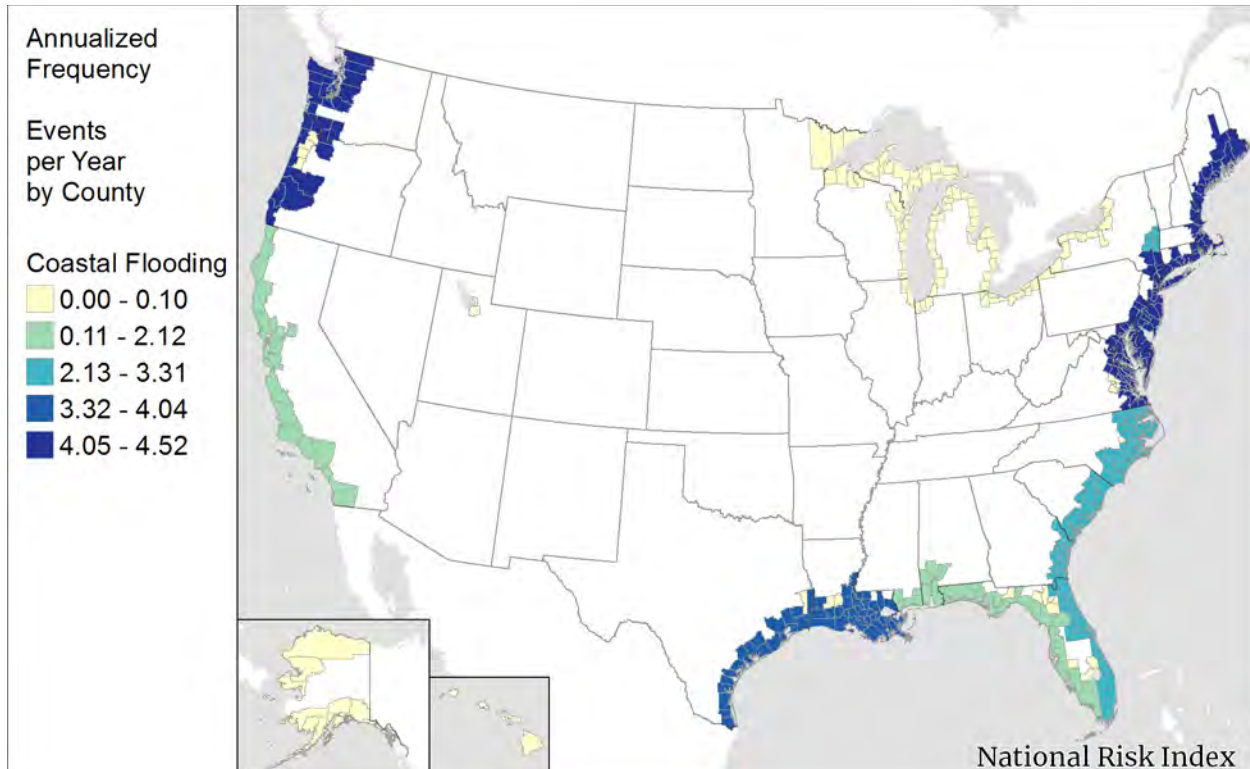 Annualized
Frequency
Events
per Year
by County
Coastal Flooding
0.00 - 0.10
0.11 - 2.12
2.13 - 3.31
3.32 - 4.04
4.05 - 4.52
National Risk Index